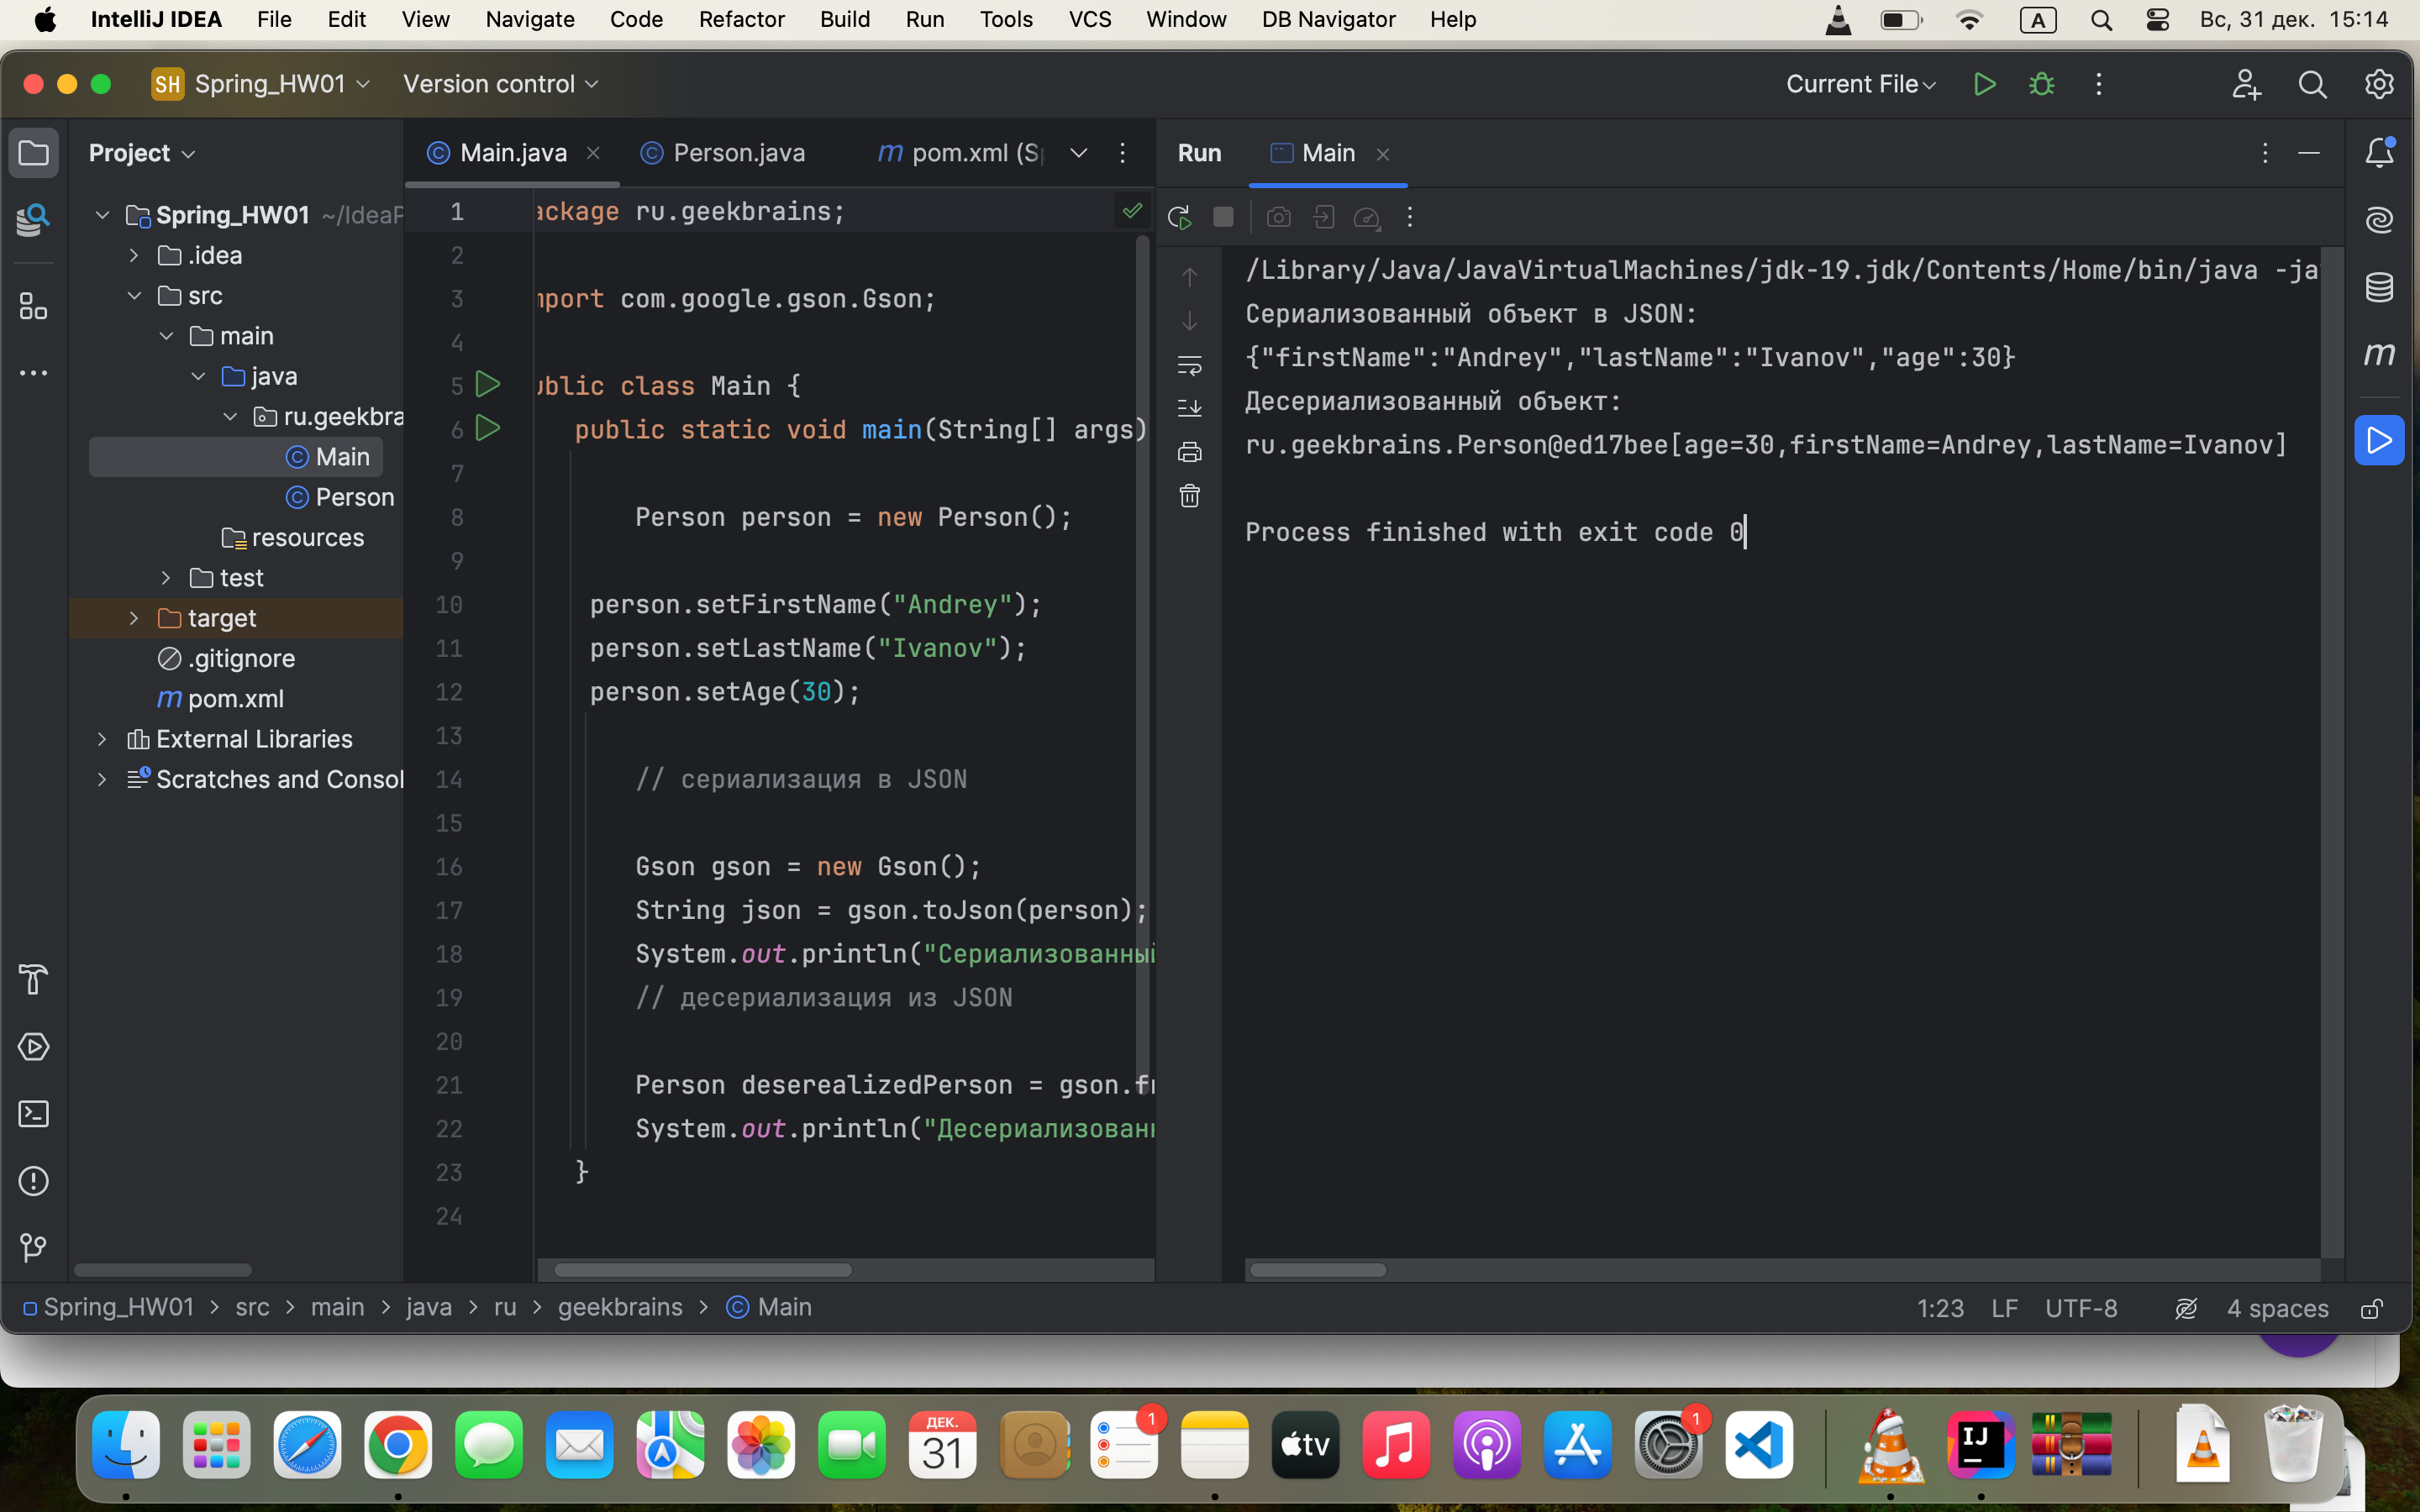 IntelliJ IDEA File Edit View Navigate Code Refactor Build Run Tools VCS Window DB Navigator Help A Вс, 31 дек. 15:14
SH Spring_HW01 Version control Current File
Project
Spring_HW01 ~/IdeaP
.idea
src
main
java
ru.geekbra
Main
Person
resources
test
target
.gitignore
m pom.xml
External Libraries
Scratches and Consol
Main.java Person.java m pom.xml (Sp
1 ackage ru.geekbrains;
2
3 mport com.google.gson.Gson;
4
5 ublic class Main {
6 public static void main(String[] args)
7
8 Person person = new Person();
9
10 person.setFirstName("Andrey");
11 person.setLastName("Ivanov");
12 person.setAge(30);
13
14 // сериализация в JSON
15
16 Gson gson = new Gson();
17 String json = gson.toJson(person);
18 System.out.println("Сериализованный
19 // десериализация из JSON
20
21 Person deserealizedPerson = gson.fr
22 System.out.println("Десериализованн
23 }
24
Run Main
/Library/Java/JavaVirtualMachines/jdk-19.jdk/Contents/Home/bin/java -ja
Сериализованный объект в JSON:
{"firstName":"Andrey","lastName":"Ivanov","age":30}
Десериализованный объект:
ru.geekbrains.Person@ed17bee[age=30,firstName=Andrey,lastName=Ivanov]
Process finished with exit code 0
m
Spring_HW01 > src > main > java > ru > geekbrains > Main
1:23 LF UTF-8 4 spaces
ДЕК.
31
1
tv
1
IJ